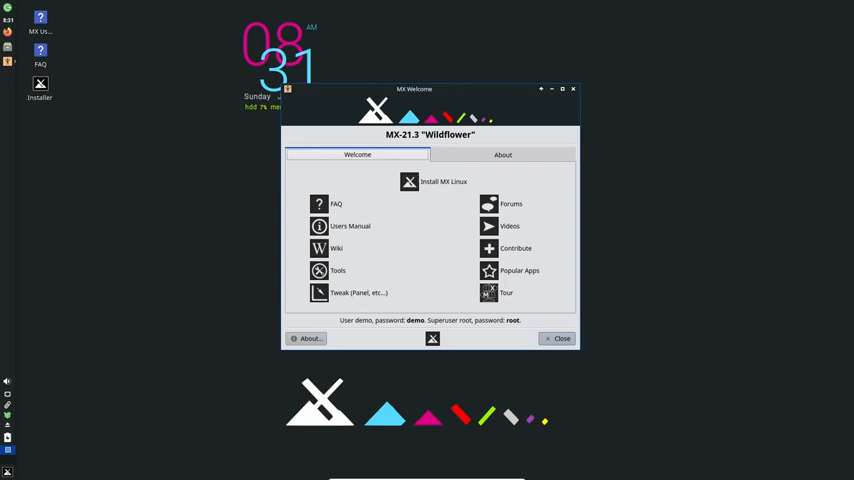 8:31
MX Us...
FAQ
Installer
08 AM
31
Sunday
hdd 7% me
MX Welcome
MX-21.3 "Wildflower"
Welcome About
Install MX Linux
FAQ Forums
Users Manual Videos
Wiki Contribute
Tools Popular Apps
Tweak (Panel, etc...) Tour
User demo, password: demo. Superuser root, password: root.
About... Close